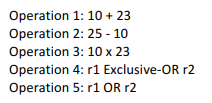 Operation 1: 10 + 23
Operation 2: 25 - 10
Operation 3: 10 x 23
Operation 4: r1 Exclusive-OR r2
Operation 5: r1 OR r2